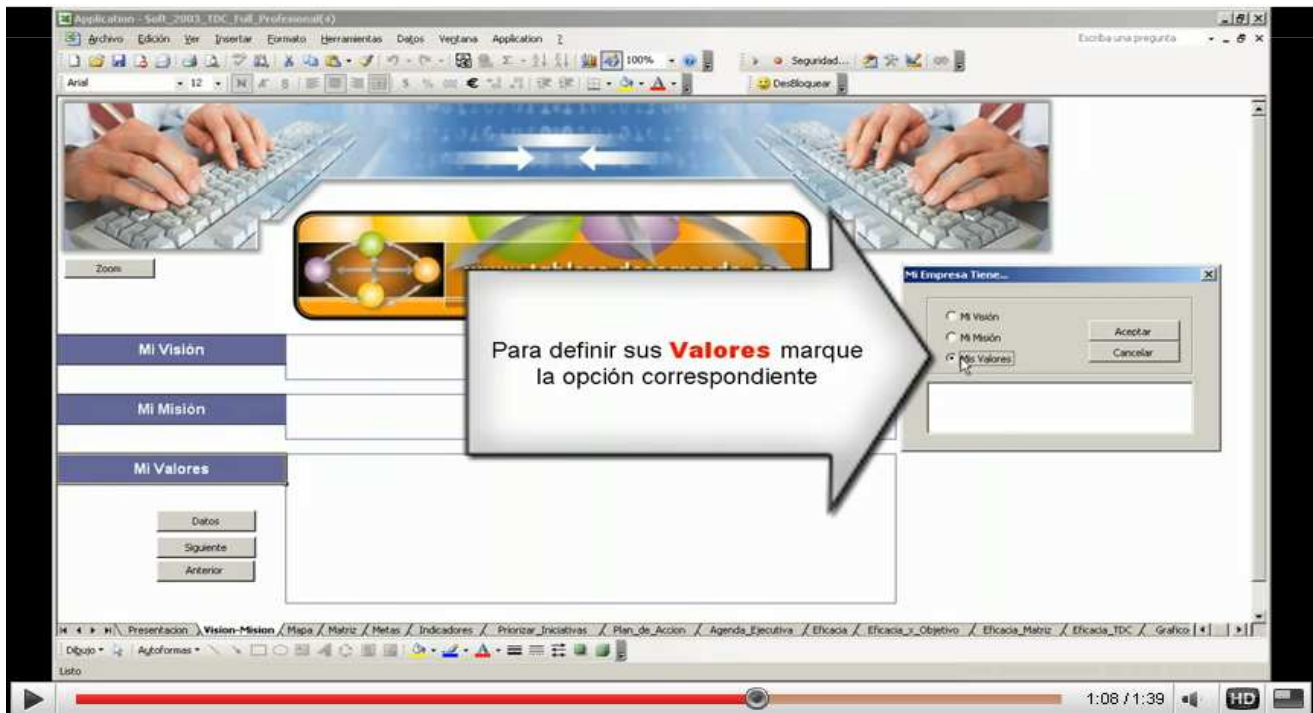 Application - Soft_2003_TDC_Full_Profesional(4)
Archivo Edición Ver Insertar Formato Herramientas Datos Ventana Application ?
Escriba una pregunta
100%
Seguridad...
Arial 12 N K S
DesBloquear
Zoom
Mi Empresa Tiene...
Mi Visión
Mi Misión
Mis Valores
Aceptar
Cancelar
Para definir sus Valores marque
la opción correspondiente
Mi Visión
Mi Misión
Mi Valores
Datos
Siguiente
Anterior
Presentacion Vision-Mision Mapa Matriz Metas Indicadores Priorizar_Iniciativas Plan_de_Accion Agenda_Ejecutiva Eficacia Eficacia_x_Objetivo Eficacia_Matriz Eficacia_TDC Grafico
Dibujo Autoformas
Listo
1:08 / 1:39 HD